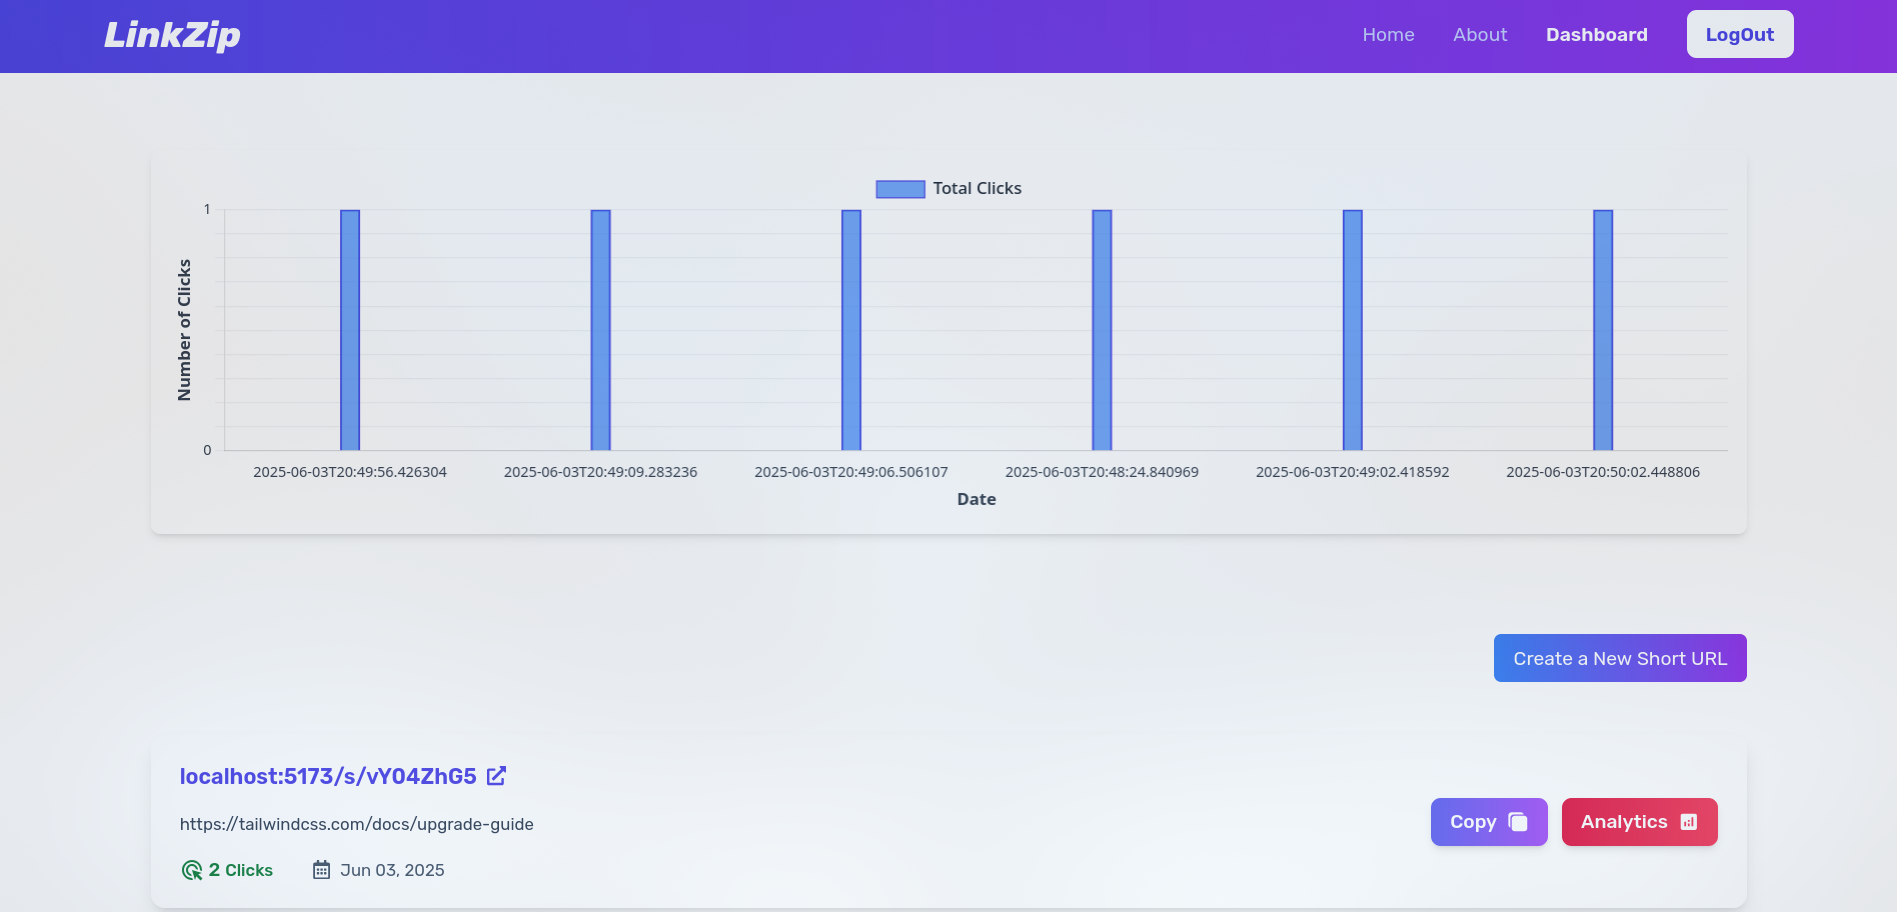 LinkZip
Home About Dashboard LogOut
Total Clicks
1
Number of Clicks
0
2025-06-03T20:49:56.426304 2025-06-03T20:49:09.283236 2025-06-03T20:49:06.506107 2025-06-03T20:48:24.840969 2025-06-03T20:49:02.418592 2025-06-03T20:50:02.448806
Date
Create a New Short URL
localhost:5173/s/vY04ZhG5
https://tailwindcss.com/docs/upgrade-guide
Copy Analytics
2 Clicks Jun 03, 2025